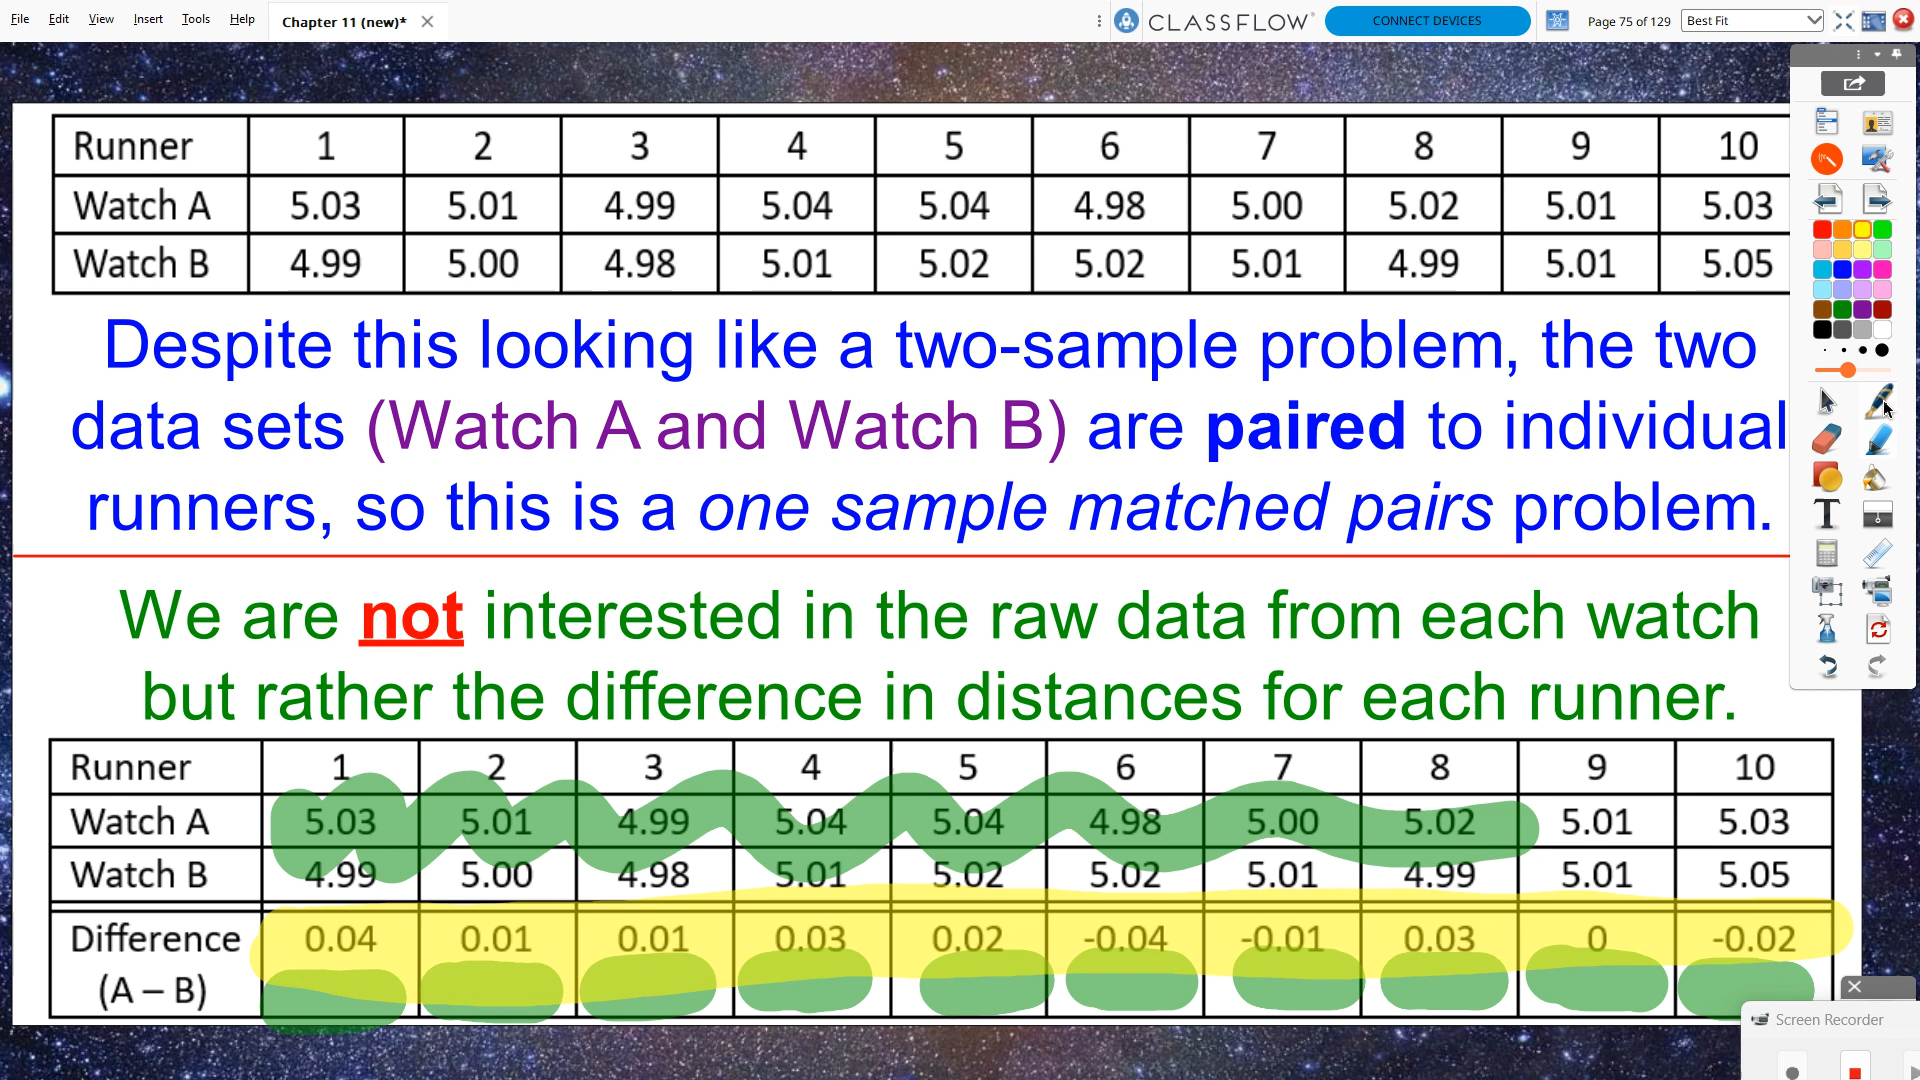 File Edit View Insert Tools Help Chapter 11 (new)* CLASSFLOW CONNECT DEVICES Page 75 of 129 Best Fit
Runner 1 2 3 4 5 6 7 8 9 10
Watch A 5.03 5.01 4.99 5.04 5.04 4.98 5.00 5.02 5.01 5.03
Watch B 4.99 5.00 4.98 5.01 5.02 5.02 5.01 4.99 5.01 5.05
Despite this looking like a two-sample problem, the two
data sets (Watch A and Watch B) are paired to individual
runners, so this is a one sample matched pairs problem.
We are not interested in the raw data from each watch
but rather the difference in distances for each runner.
Runner 1 2 3 4 5 6 7 8 9 10
Watch A 5.03 5.01 4.99 5.04 5.04 4.98 5.00 5.02 5.01 5.03
Watch B 4.99 5.00 4.98 5.01 5.02 5.02 5.01 4.99 5.01 5.05
Difference 0.04 0.01 0.01 0.03 0.02 -0.04 -0.01 0.03 0 -0.02
(A – B)
Screen Recorder